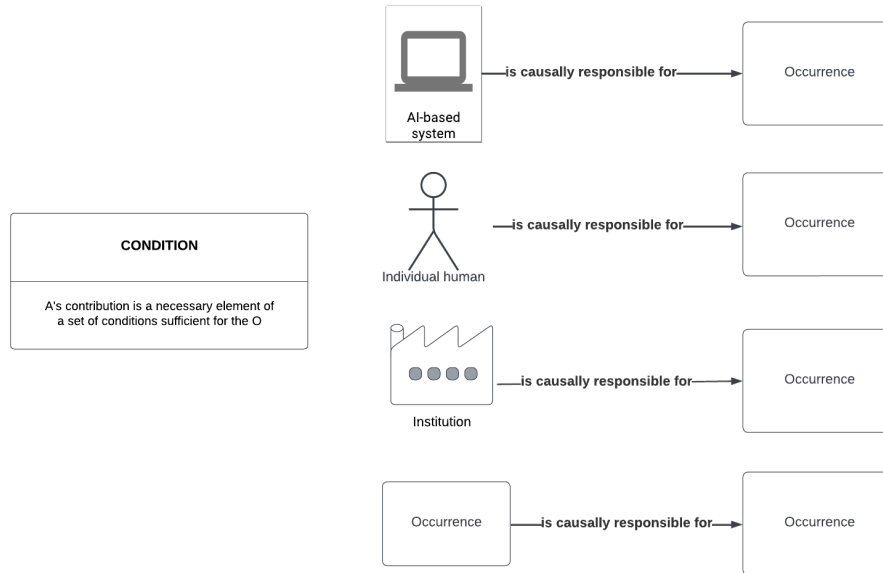 CONDITION
A's contribution is a necessary element of
a set of conditions sufficient for the O
AI-based
system
is causally responsible for
Occurrence
Individual human
is causally responsible for
Occurrence
Institution
is causally responsible for
Occurrence
Occurrence
is causally responsible for
Occurrence